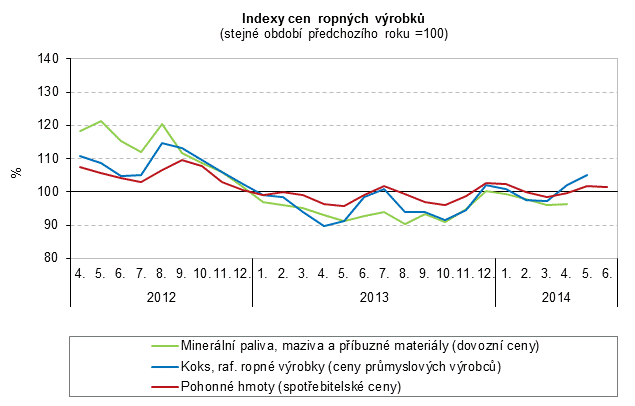 Indexy cen ropných výrobků
(stejné období předchozího roku =100)
140
130
120
110
100
90
80
%
4. 5. 6. 7. 8. 9. 10. 11. 12. 1. 2. 3. 4. 5. 6. 7. 8. 9. 10. 11. 12. 1. 2. 3. 4. 5. 6.
2012 2013 2014
Minerální paliva, maziva a příbuzné materiály (dovozní ceny)
Koks, raf. ropné výrobky (ceny průmyslových výrobců)
Pohonné hmoty (spotřebitelské ceny)